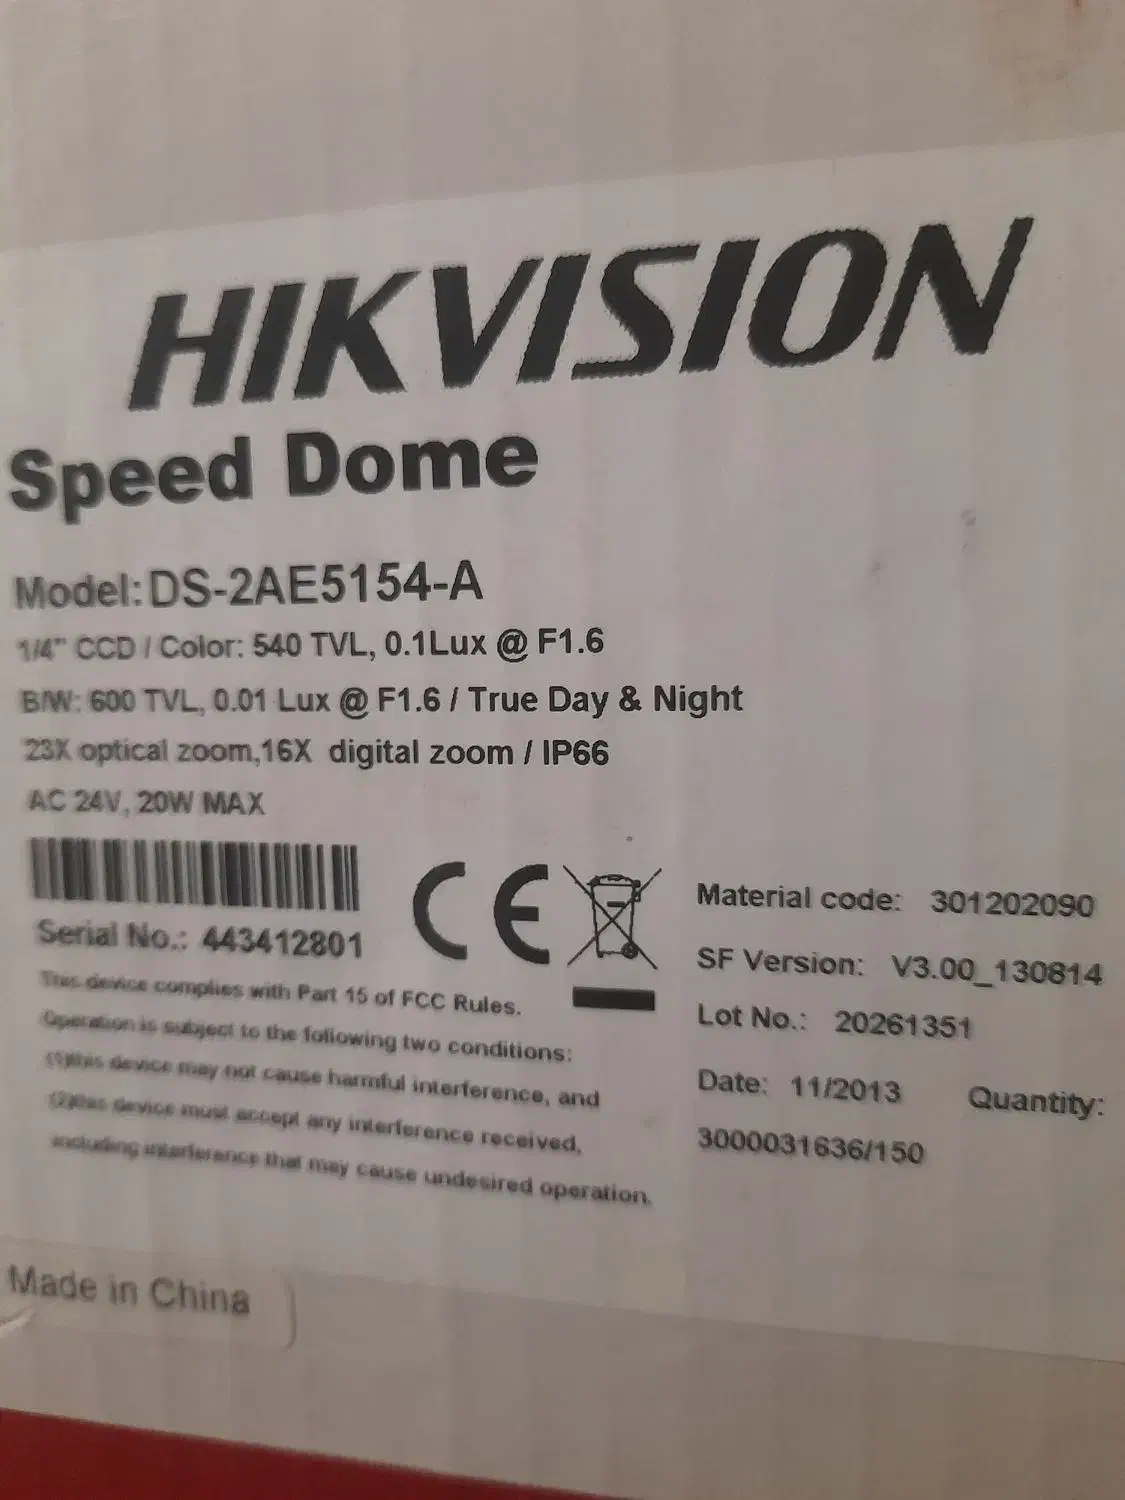 HIKVISION
Speed Dome
Model:DS-2AE5154-A
1/4" CCD / Color: 540 TVL, 0.1Lux @ F1.6
B/W: 600 TVL, 0.01 Lux @ F1.6 / True Day & Night
23X optical zoom,16X digital zoom / IP66
AC 24V, 20W MAX
CE
Serial No.: 443412801
This device complies with Part 15 of FCC Rules.
Operation is subject to the following two conditions:
(1)this device may not cause harmful interference, and
(2)this device must accept any interference received,
including interference that may cause undesired operation.
Material code: 301202090
SF Version: V3.00_130814
Lot No.: 20261351
Date: 11/2013 Quantity:
3000031636/150
Made in China